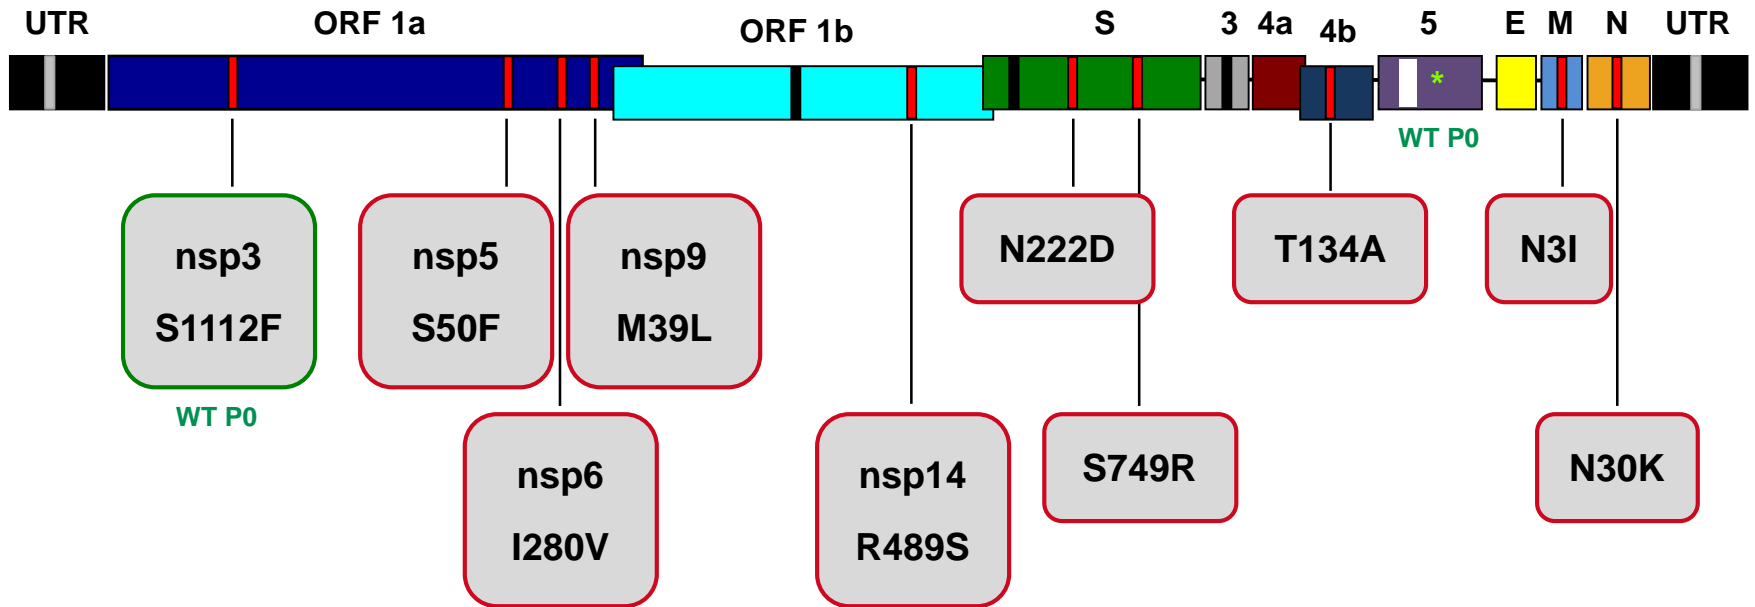 UTR ORF 1a ORF 1b S 3 4a 4b 5 E M N UTR
*
WT P0
nsp3
S1112F
WT P0
nsp5
S50F
nsp9
M39L
N222D
T134A
N3I
nsp6
I280V
nsp14
R489S
S749R
N30K